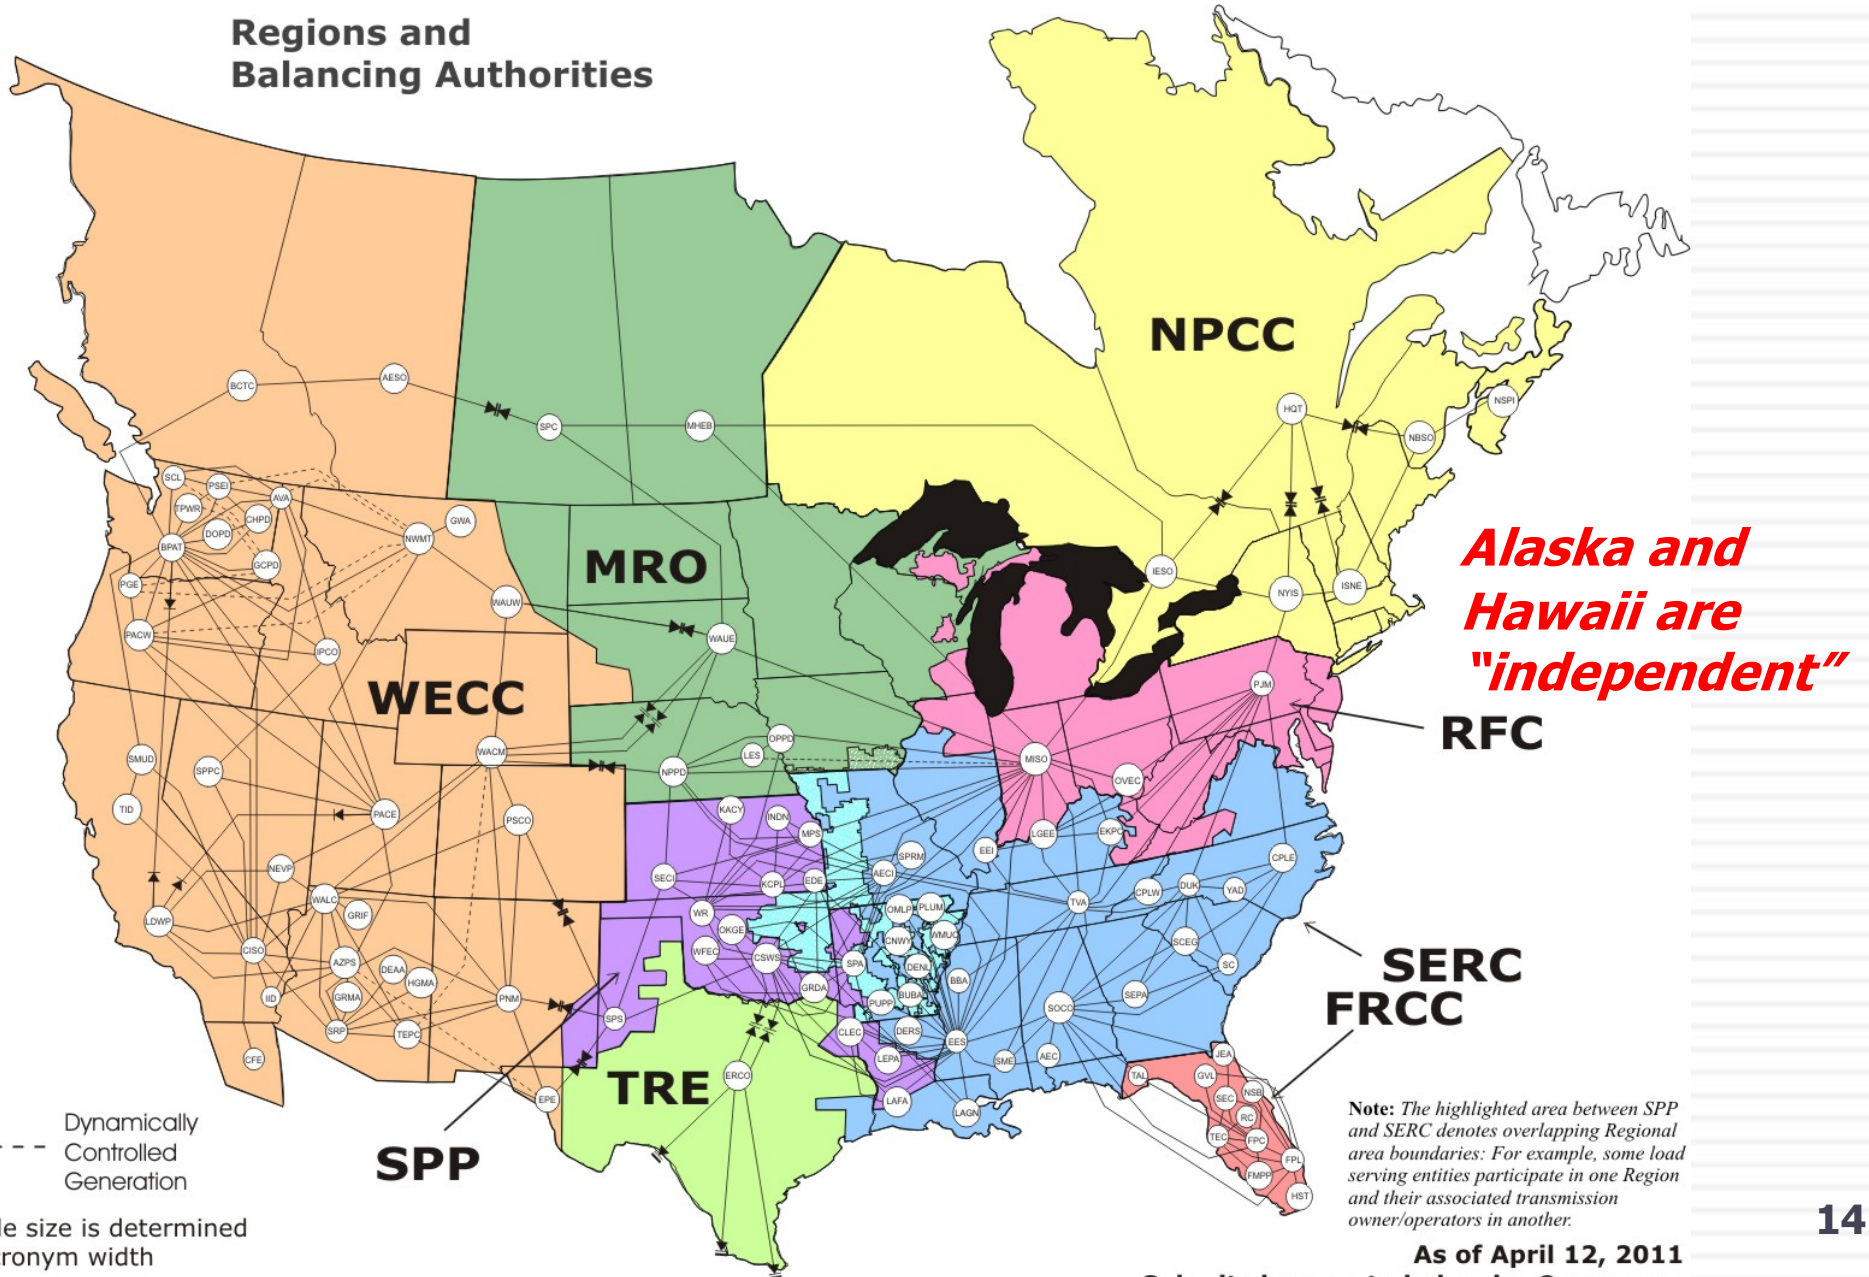 Regions and
Balancing Authorities
NPCC
BCTC
AESO
SPC
MHEB
HQT
NBSO
NSPI
SCL
PSEI
AVA
TPWR
CHPD
DOPD
BPAT
GCPD
PGE
PACW
IPCO
NWMT
GWA
WAUW
MRO
WAUE
IESO
NYIS
ISNE
Alaska and
Hawaii are
"independent"
WECC
PJM
RFC
SMUD
SPPC
TID
PACE
WACM
PSCO
NPPD
LES
OPPD
MISO
OVEC
NEVP
WALC
GRIF
LDWP
CISO
AZPS
DEAA
HGMA
GRMA
IID
SRP
TEPC
PNM
CFE
EPE
KACY
INDN
MPS
SECI
KCPL
EDE
WR
OKGE
WFEC
CSWS
GRDA
SPS
SPA
AECI
SPRM
EEI
LGEE
EKPC
CPLE
TVA
CPLW
DUK
YAD
OMLP
PLUM
CNWY
WMUC
DENL
BUBA
PUPP
BBA
SCEG
SC
SEPA
SOCO
SERC
FRCC
CLEC
DERS
EES
LEPA
LAFA
LAGN
SME
AEC
TRE
ERCO
JEA
TAL
GVL
SEC
NSB
RC
TEC
FPC
FPL
FMPP
HST
SPP
Dynamically
Controlled
Generation
le size is determined
cronym width
Note: The highlighted area between SPP
and SERC denotes overlapping Regional
area boundaries: For example, some load
serving entities participate in one Region
and their associated transmission
owner/operators in another.
14
As of April 12, 2011